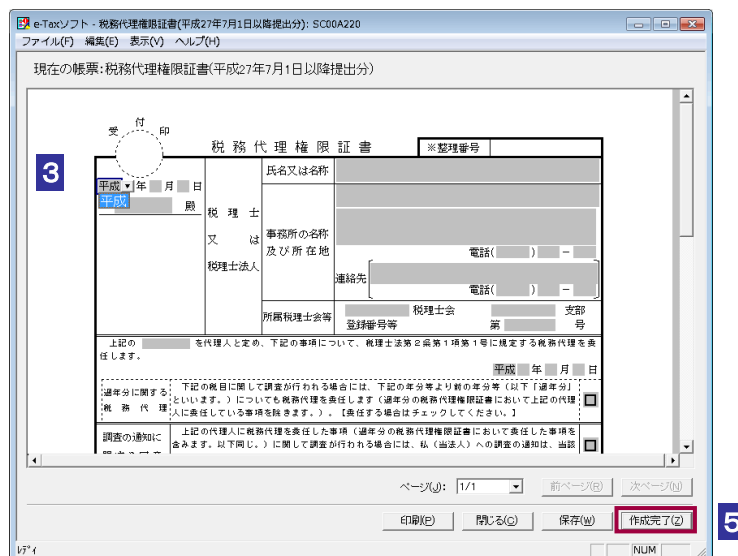 e-Taxソフト - 税務代理権限証書(平成27年7月1日以降提出分): SC00A220
ファイル(F) 編集(E) 表示(V) ヘルプ(H)
現在の帳票:税務代理権限証書(平成27年7月1日以降提出分)
受 付 印
税 務 代 理 権 限 証 書
※整理番号
3
平成 年 月 日
平成
殿
税 理 士
又 は
税理士法人
氏名又は名称
事務所の名称
及び所在地
電話( ) －
連絡先
電話( ) －
所属税理士会等
税理士会 支部
登録番号等 第 号
上記の を代理人と定め、下記の事項について、税理士法第2条第1項第1号に規定する税務代理を委
任します。
平成 年 月 日
過年分に関する
税 務 代 理
下記の税目に関して調査が行われる場合には、下記の年分等より前の年分等（以下「過年分」
といいます。）についても税務代理を委任します（過年分の税務代理権限証書において上記の代理
人に委任している事項を除きます。）。【委任する場合はチェックしてください。】
調査の通知に
上記の代理人に税務代理を委任した事項（過年分の税務代理権限証書において委任した事項を
含みます。以下同じ。）に関して調査が行われる場合には、私（当法人）への調査の通知は、当該
ページ(J): 1/1 前ページ(R) 次ページ(N)
印刷(P) 閉じる(C) 保存(W) 作成完了(Z)
5
ﾚﾃﾞｨ
NUM